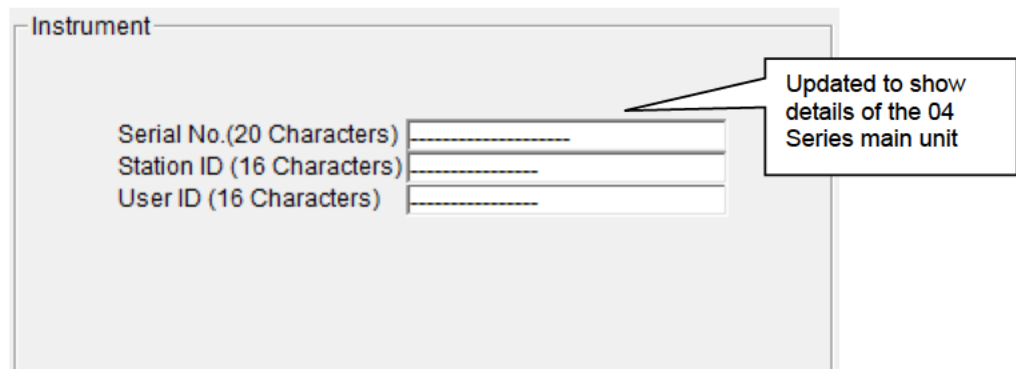 Instrument
Updated to show
details of the 04
Series main unit
Serial No.(20 Characters) --------------------
Station ID (16 Characters) ----------------
User ID (16 Characters) ----------------